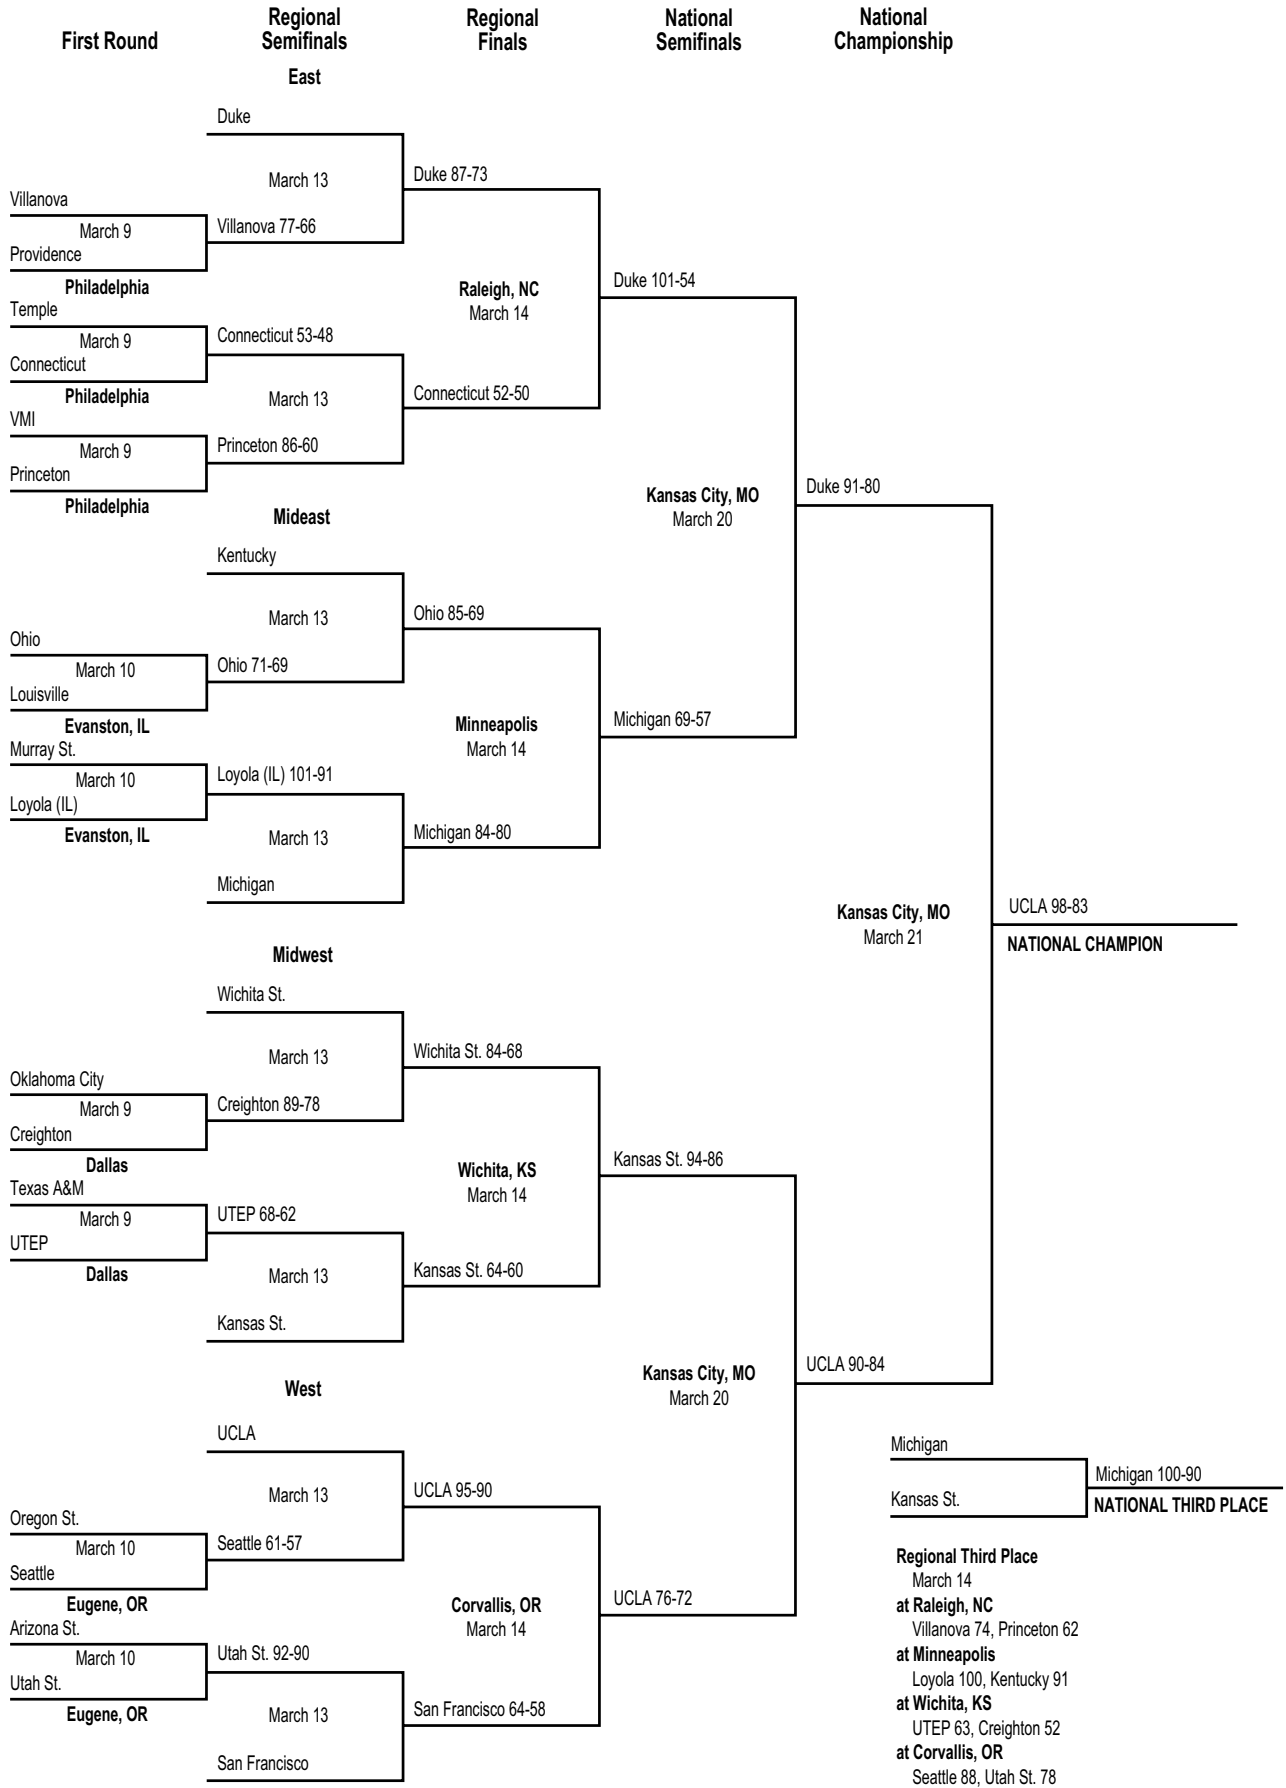 First Round
Regional
Semifinals
Regional
Finals
National
Semifinals
National
Championship
East
Duke
March 13
Duke 87-73
Villanova
March 9
Villanova 77-66
Providence
Philadelphia
Raleigh, NC
March 14
Duke 101-54
Temple
March 9
Connecticut 53-48
Connecticut
Philadelphia
March 13
Connecticut 52-50
VMI
March 9
Princeton 86-60
Princeton
Philadelphia
Kansas City, MO
March 20
Duke 91-80
Mideast
Kentucky
March 13
Ohio 85-69
Ohio
March 10
Ohio 71-69
Louisville
Evanston, IL
Minneapolis
March 14
Michigan 69-57
Murray St.
March 10
Loyola (IL) 101-91
Loyola (IL)
Evanston, IL
March 13
Michigan 84-80
Michigan
Kansas City, MO
March 21
UCLA 98-83
NATIONAL CHAMPION
Midwest
Wichita St.
March 13
Wichita St. 84-68
Oklahoma City
March 9
Creighton 89-78
Creighton
Dallas
Wichita, KS
March 14
Kansas St. 94-86
Texas A&M
March 9
UTEP 68-62
UTEP
Dallas
March 13
Kansas St. 64-60
Kansas St.
Kansas City, MO
March 20
UCLA 90-84
West
UCLA
March 13
UCLA 95-90
Oregon St.
March 10
Seattle 61-57
Seattle
Eugene, OR
Corvallis, OR
March 14
UCLA 76-72
Arizona St.
March 10
Utah St. 92-90
Utah St.
Eugene, OR
March 13
San Francisco 64-58
San Francisco
Michigan
Kansas St.
Michigan 100-90
NATIONAL THIRD PLACE
Regional Third Place
March 14
at Raleigh, NC
Villanova 74, Princeton 62
at Minneapolis
Loyola 100, Kentucky 91
at Wichita, KS
UTEP 63, Creighton 52
at Corvallis, OR
Seattle 88, Utah St. 78